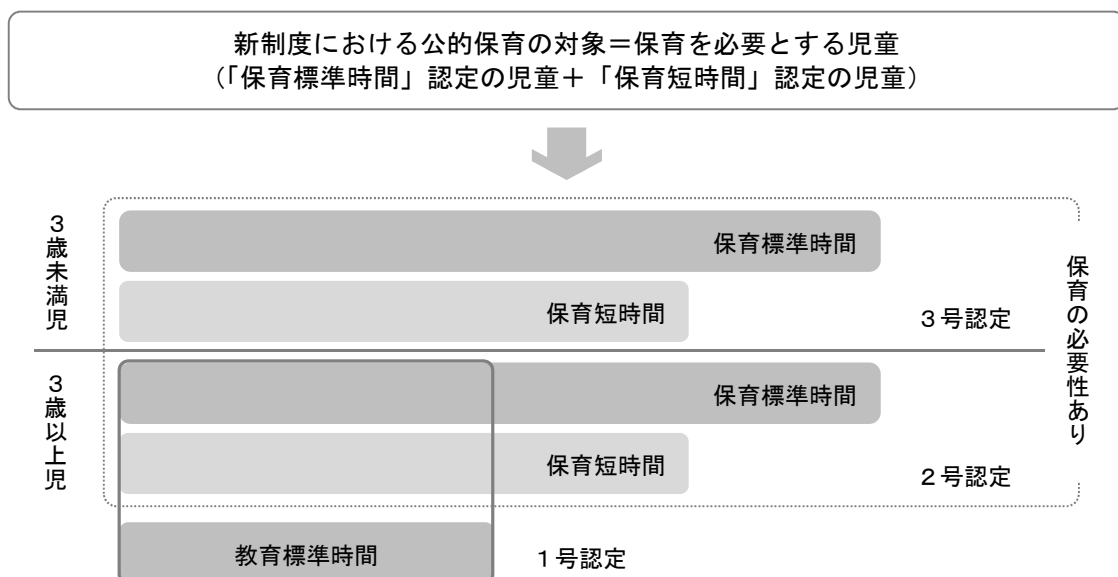 新制度における公的保育の対象=保育を必要とする児童
(「保育標準時間」認定の児童+「保育短時間」認定の児童)
3歳未満児
保育標準時間
保育短時間
3号認定
保育の必要性あり
3歳以上児
保育標準時間
保育短時間
2号認定
教育標準時間
1号認定